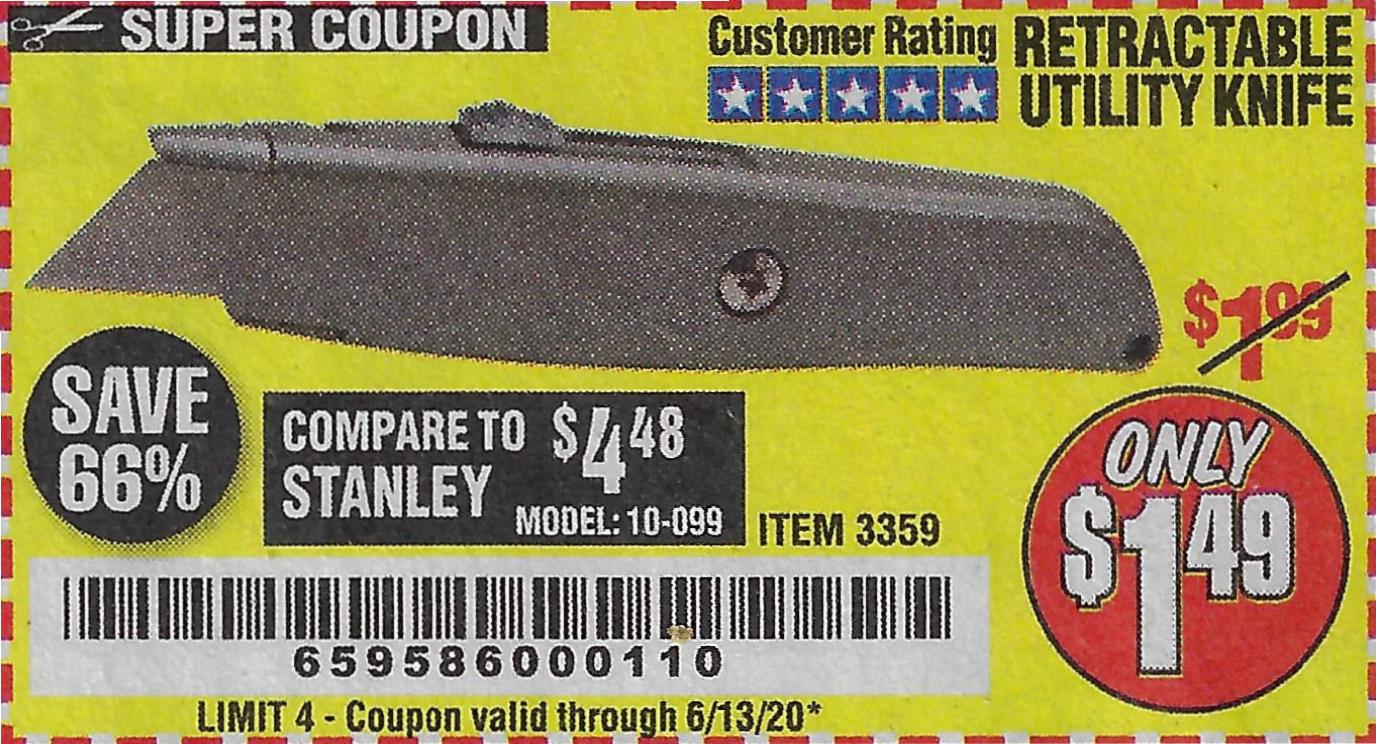 SUPER COUPON
Customer Rating
RETRACTABLE
UTILITY KNIFE
$1 99
SAVE
66%
COMPARE TO $4 48
STANLEY
MODEL: 10-099
ITEM 3359
ONLY
$1 49
659586000110
LIMIT 4 - Coupon valid through 6/13/20*